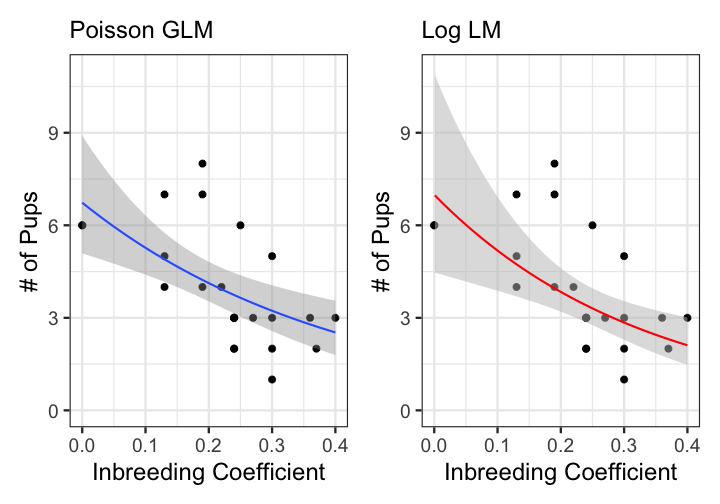 Poisson GLM
# of Pups
9
6
3
0
0.0 0.1 0.2 0.3 0.4
Inbreeding Coefficient
Log LM
# of Pups
9
6
3
0
0.0 0.1 0.2 0.3 0.4
Inbreeding Coefficient